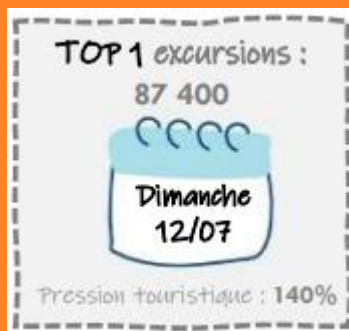 TOP 1 excursions :
87 400
Dimanche
12/07
Pression touristique : 140%